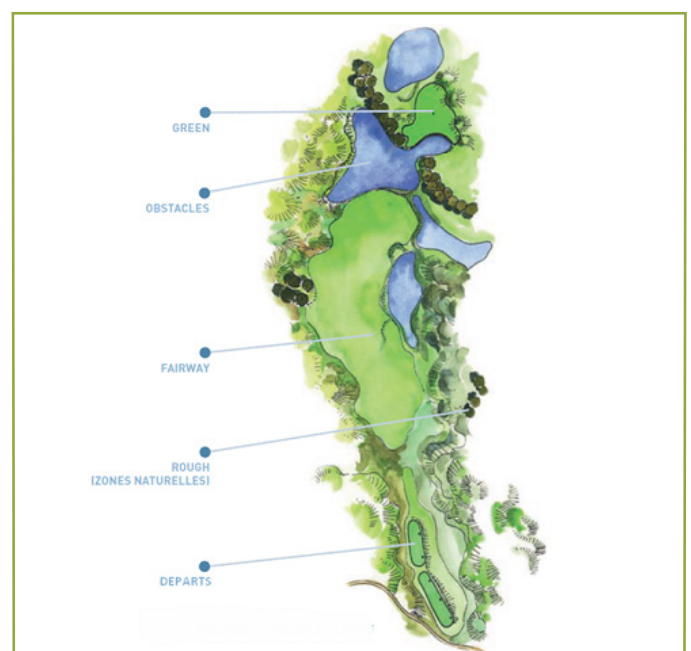 GREEN
OBSTACLES
FAIRWAY
ROUGH
(ZONES NATURELLES)
DEPARTS